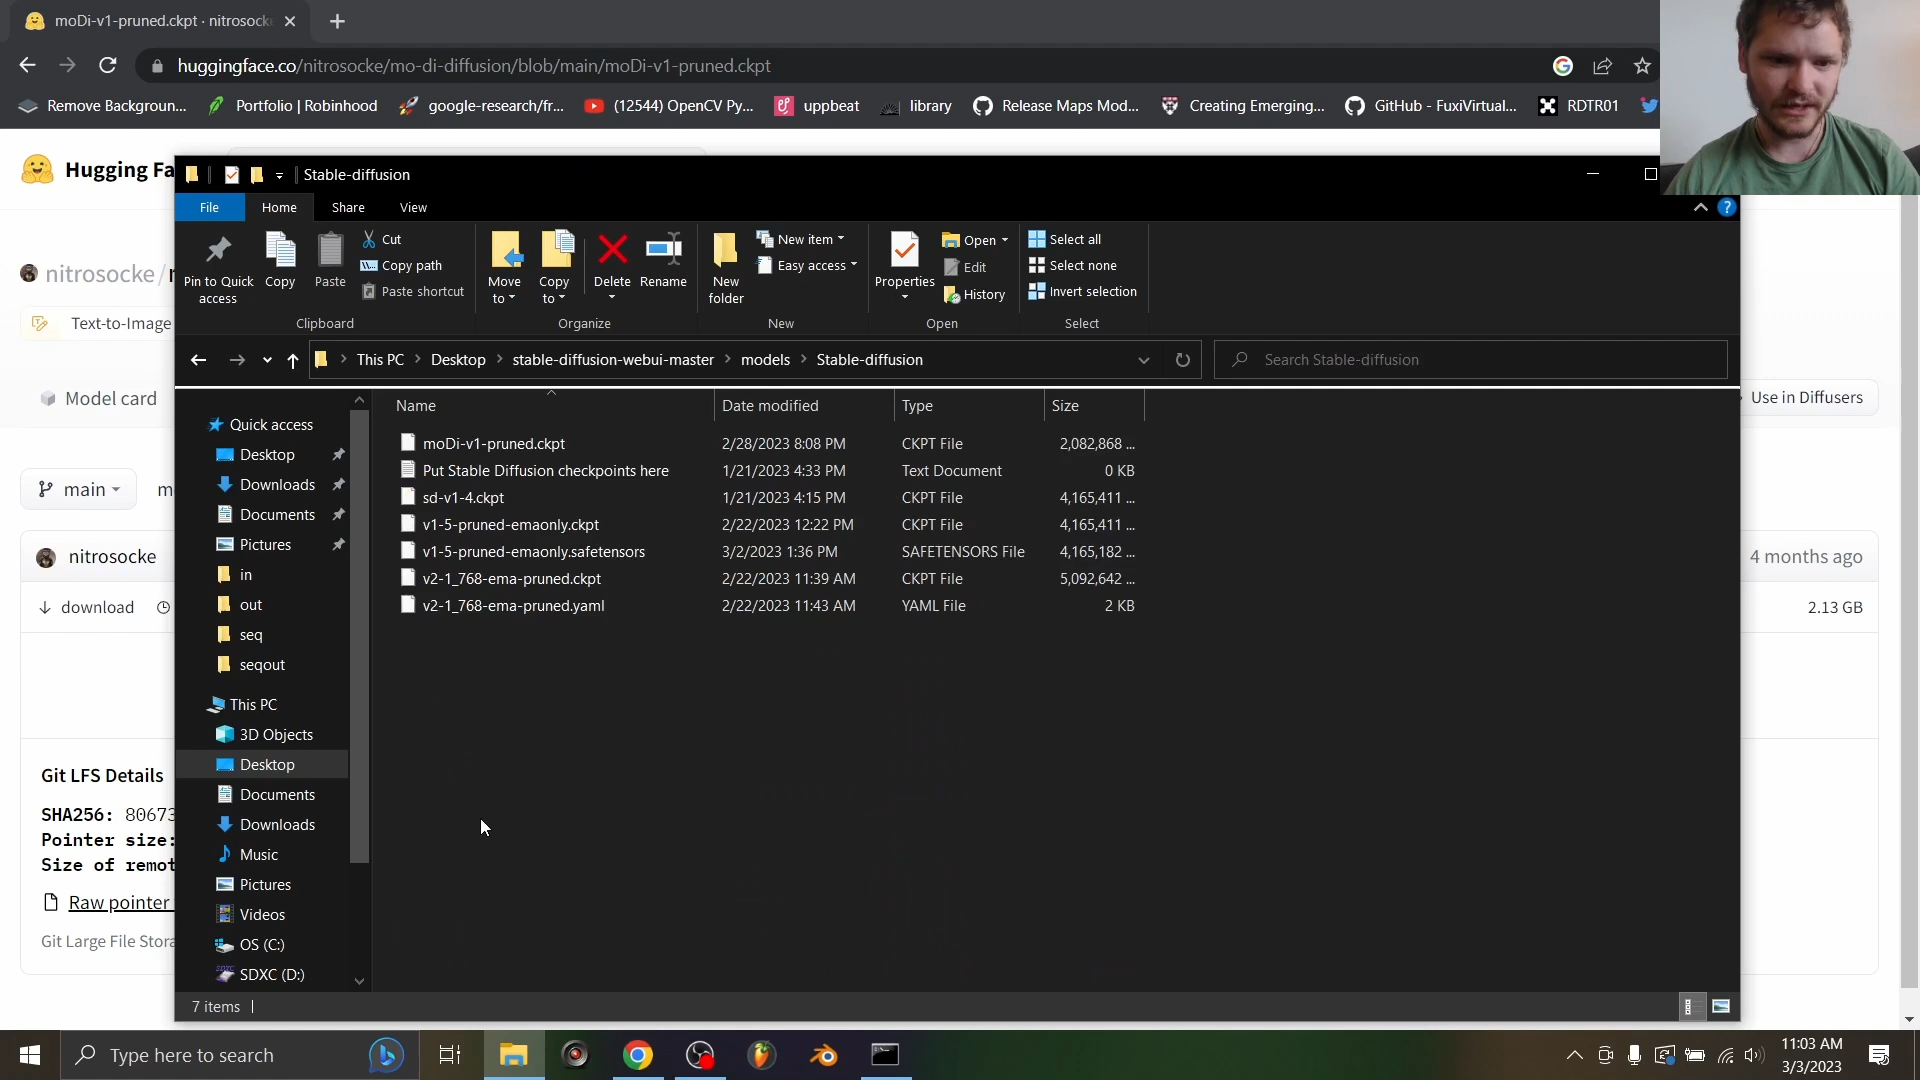 moDi-v1-pruned.ckpt · nitrosocke
huggingface.co/nitrosocke/mo-di-diffusion/blob/main/moDi-v1-pruned.ckpt
Remove Backgroun... Portfolio | Robinhood google-research/fr... (12544) OpenCV Py... uppbeat library Release Maps Mod... Creating Emerging... GitHub - FuxiVirtual... RDTR01
Hugging Fa
Stable-diffusion
File Home Share View
nitrosocke/
Text-to-Image
Model card
Use in Diffusers
main
nitrosocke
4 months ago
download
2.13 GB
Git LFS Details
SHA256: 80673
Pointer size:
Size of remot
Raw pointer
Git Large File Stora
Pin to Quick access
Copy
Paste
Cut
Copy path
Paste shortcut
Clipboard
Move to
Copy to
Delete
Rename
Organize
New folder
New item
Easy access
New
Properties
Open
Edit
History
Open
Select all
Select none
Invert selection
Select
This PC Desktop stable-diffusion-webui-master models Stable-diffusion
Search Stable-diffusion
Quick access
Desktop
Downloads
Documents
Pictures
in
out
seq
seqout
This PC
3D Objects
Desktop
Documents
Downloads
Music
Pictures
Videos
OS (C:)
SDXC (D:)
Name Date modified Type Size
moDi-v1-pruned.ckpt 2/28/2023 8:08 PM CKPT File 2,082,868 ...
Put Stable Diffusion checkpoints here 1/21/2023 4:33 PM Text Document 0 KB
sd-v1-4.ckpt 1/21/2023 4:15 PM CKPT File 4,165,411 ...
v1-5-pruned-emaonly.ckpt 2/22/2023 12:22 PM CKPT File 4,165,411 ...
v1-5-pruned-emaonly.safetensors 3/2/2023 1:36 PM SAFETENSORS File 4,165,182 ...
v2-1_768-ema-pruned.ckpt 2/22/2023 11:39 AM CKPT File 5,092,642 ...
v2-1_768-ema-pruned.yaml 2/22/2023 11:43 AM YAML File 2 KB
7 items
Type here to search
11:03 AM
3/3/2023